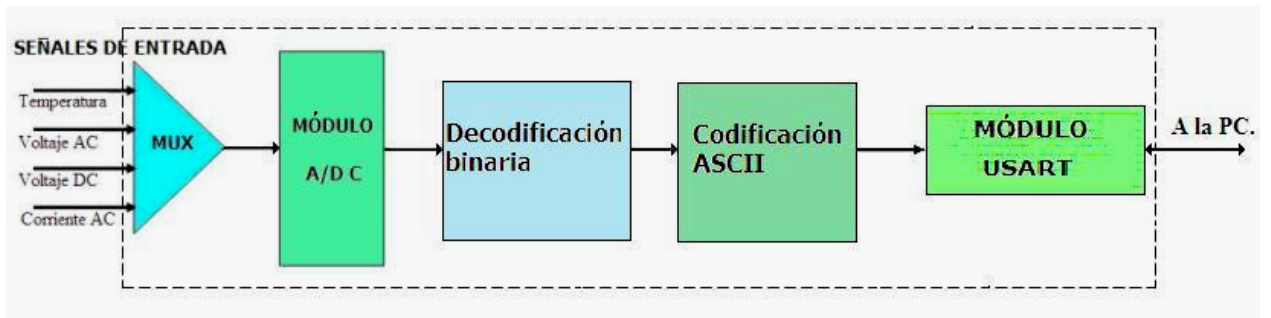 SEÑALES DE ENTRADA
Temperatura
Voltaje AC
Voltaje DC
Corriente AC
MUX
MÓDULO
A/D C
Decodificación
binaria
Codificación
ASCII
MÓDULO
USART
A la PC.